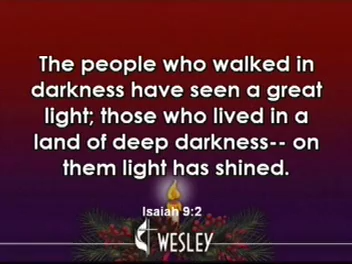 The people who walked in
darkness have seen a great
light; those who lived in a
land of deep darkness-- on
them light has shined.
Isaiah 9:2
WESLEY